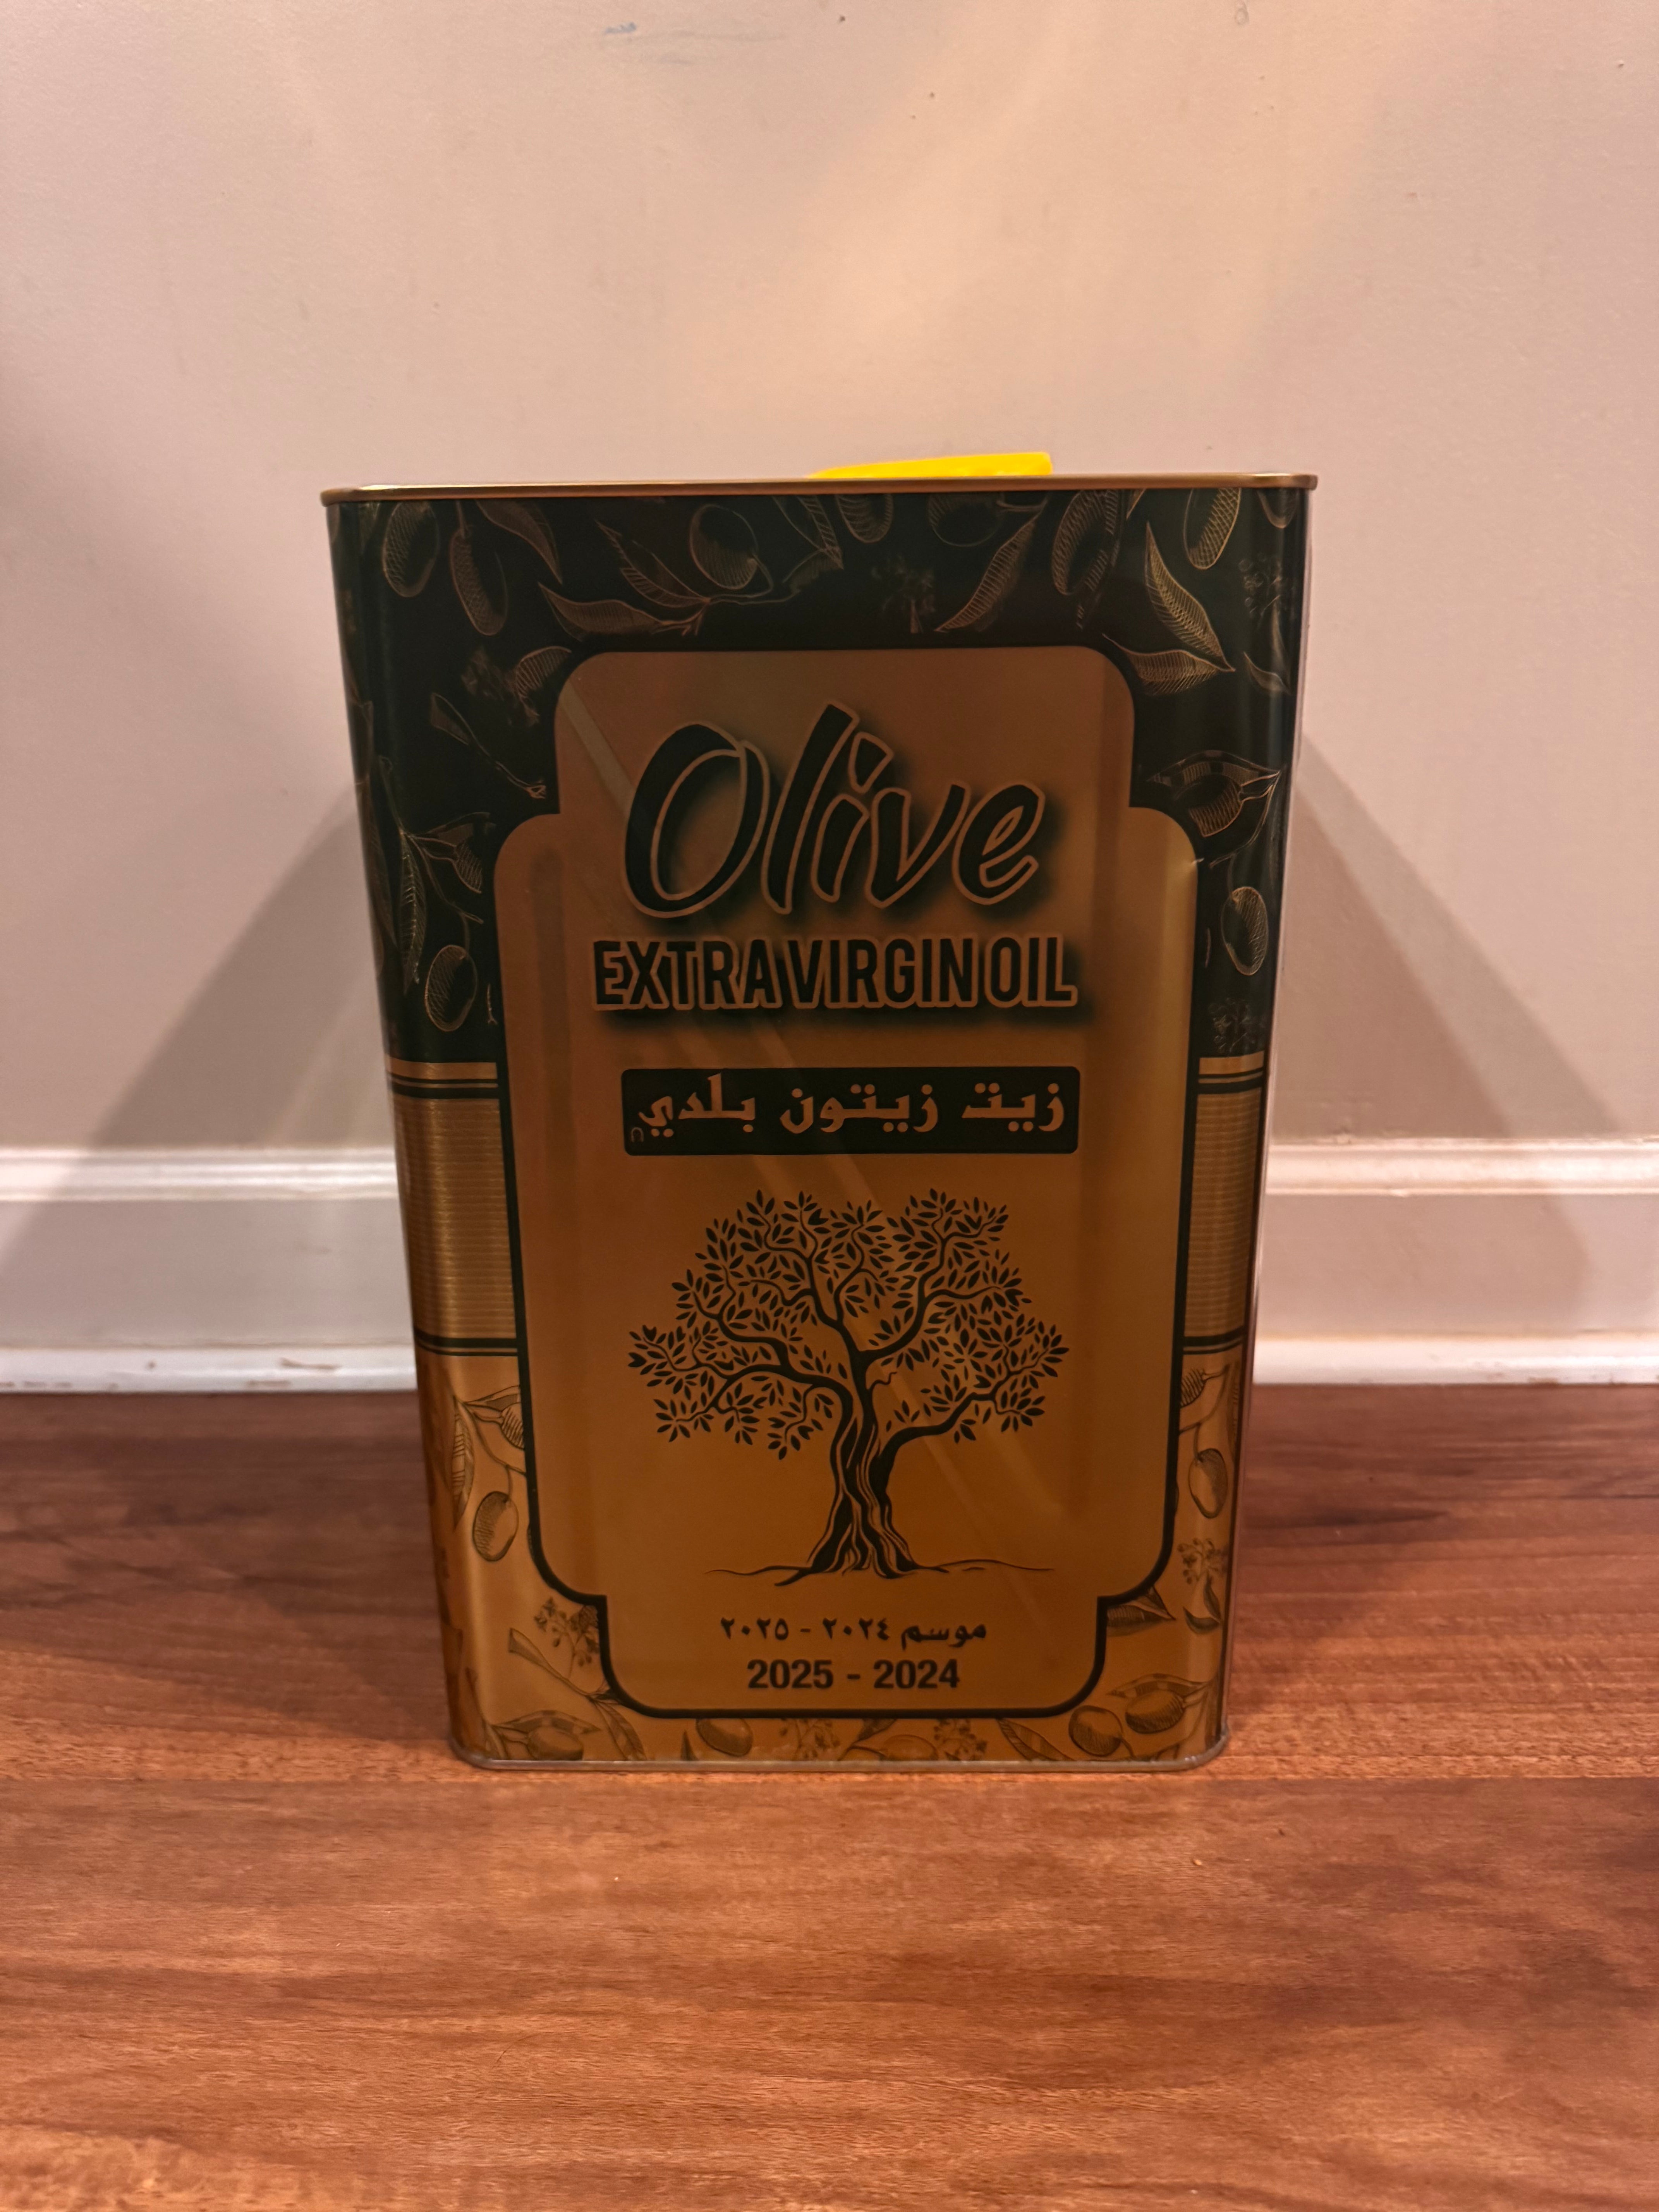 Olive
EXTRA VIRGIN OIL
زيت زيتون بلدي
موسم ٢٠٢٤ - ٢٠٢٥
2025 - 2024